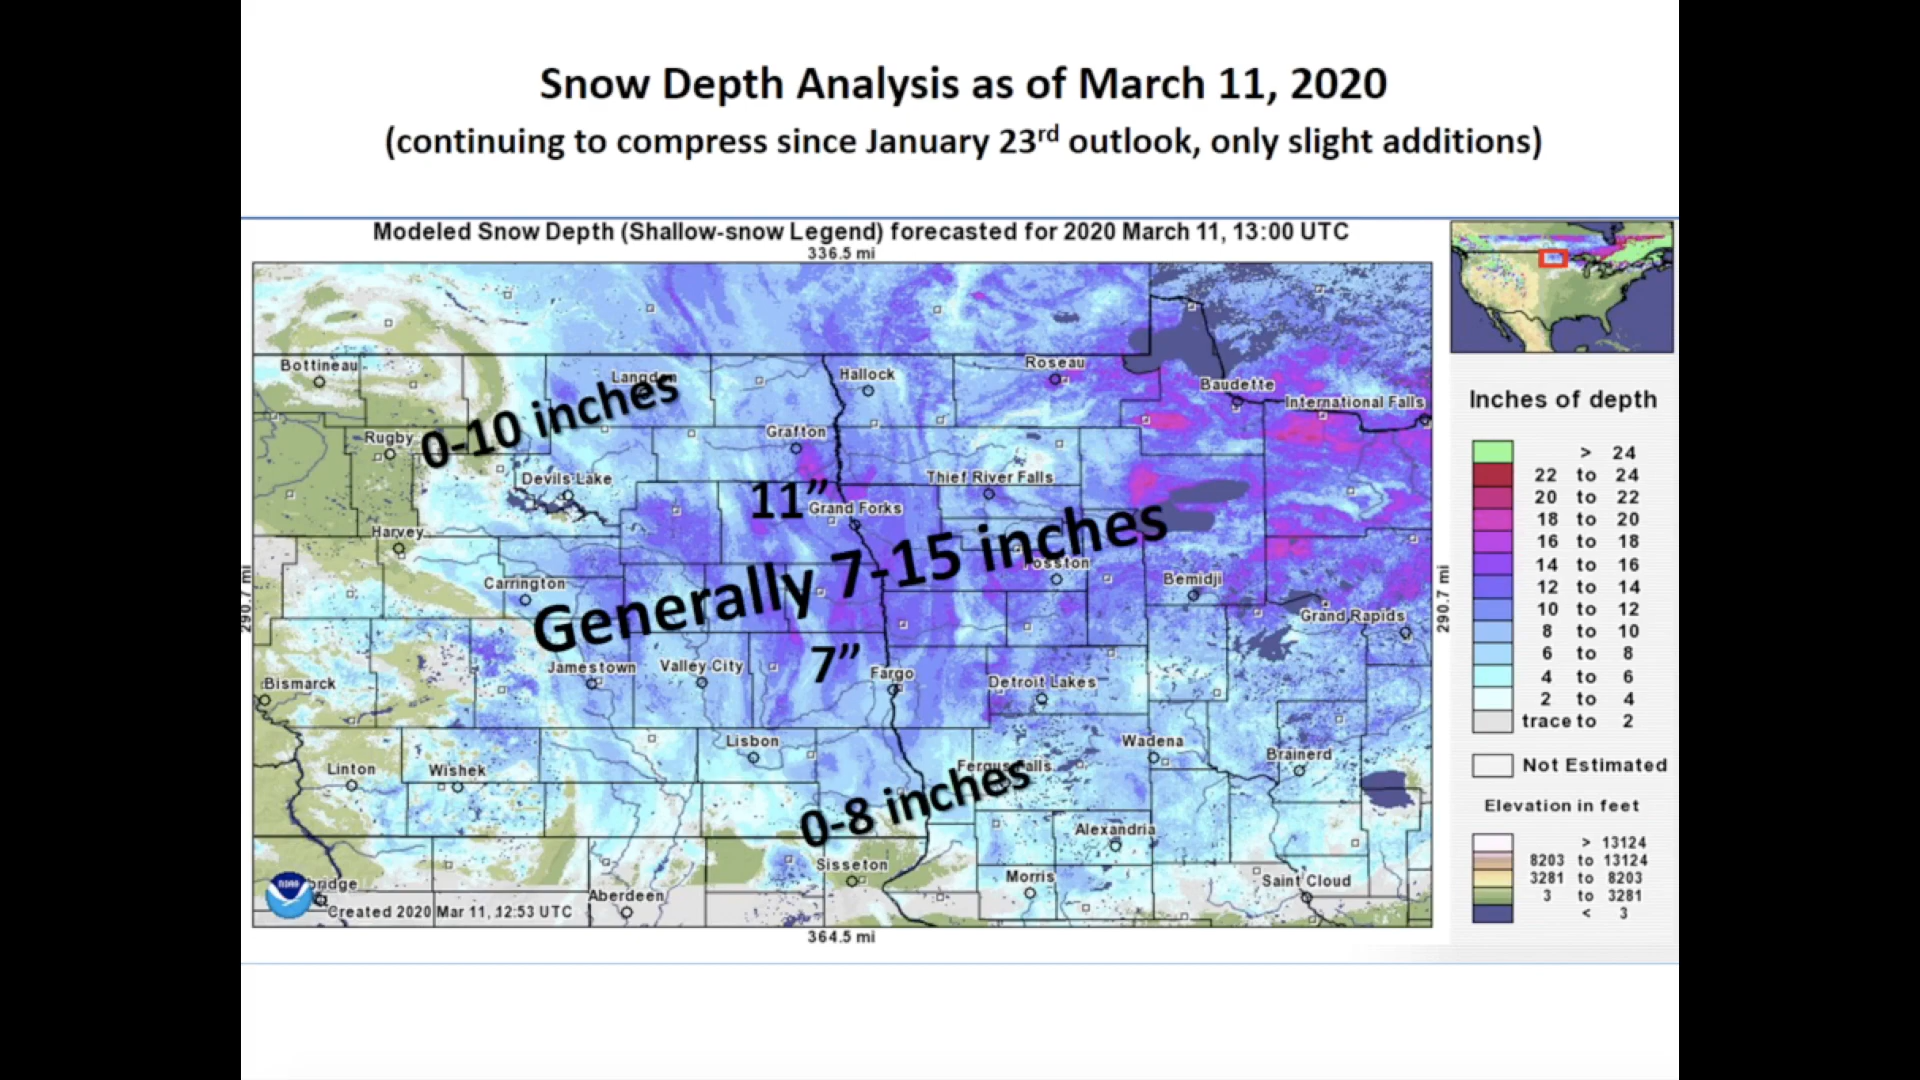 Snow Depth Analysis as of March 11, 2020
(continuing to compress since January 23rd outlook, only slight additions)
Modeled Snow Depth (Shallow-snow Legend) forecasted for 2020 March 11, 13:00 UTC
336.5 mi
Bottineau
Langdon
Hallock
Roseau
Baudette
International Falls
0-10 inches
Rugby
Grafton
Devils Lake
Thief River Falls
11”
Grand Forks
Harvey
Generally 7-15 inches
Carrington
Bemidji
Grand Rapids
290.7 mi
290.7 mi
7”
Jamestown
Valley City
Fargo
Detroit Lakes
Bismarck
Lisbon
Wadena
Brainerd
Linton
Wishek
0-8 inches
Alexandria
Sisseton
Morris
Saint Cloud
Aberdeen
NOAA
bridge
Created 2020 Mar 11, 12:53 UTC
364.5 mi
Inches of depth
> 24
22 to 24
20 to 22
18 to 20
16 to 18
14 to 16
12 to 14
10 to 12
8 to 10
6 to 8
4 to 6
2 to 4
trace to 2
Not Estimated
Elevation in feet
> 13124
8203 to 13124
3281 to 8203
3 to 3281
< 3